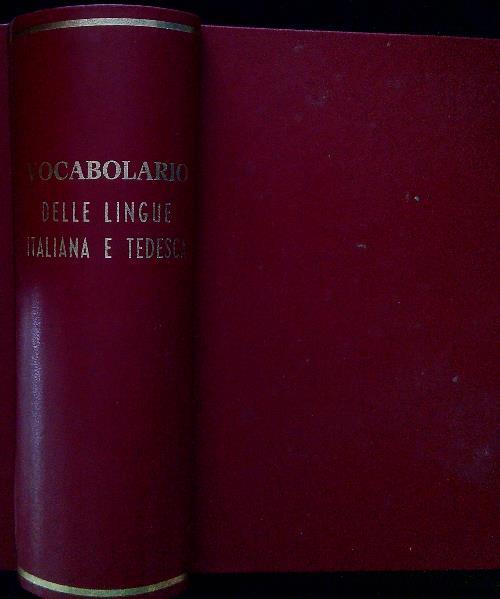 VOCABOLARIO
DELLE LINGUE
ITALIANA E TEDESCA